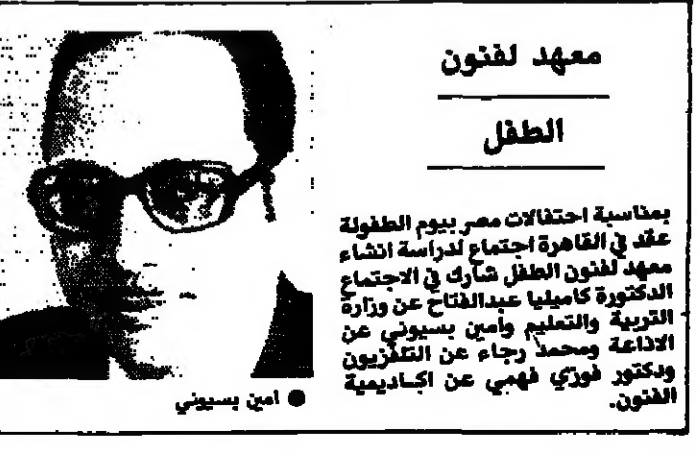 معهد لفنون
الطفل
بمناسبة احتفالات مصر بيوم الطفولة
عقد في القاهرة اجتماع لدراسة انشاء
معهد لفنون الطفل شارك في الاجتماع
الدكتورة كاميليا عبدالفتاح عن وزارة
التربية والتعليم وأمين بسيوني عن
الاذاعة ومحمد رجاء عن التلفزيون
ودكتور فوزي فهمي عن اكاديمية
الفنون.
● امين بسيوني